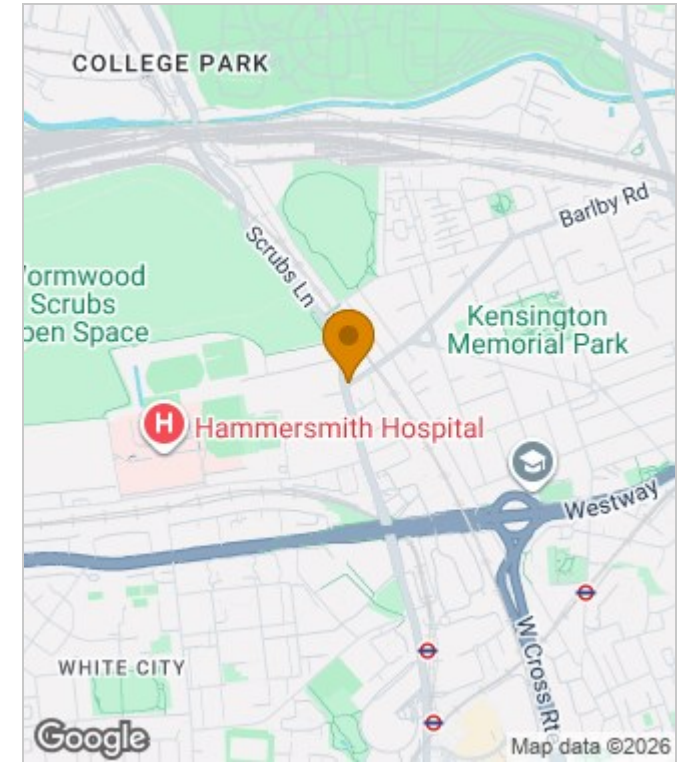 COLLEGE PARK
Barlby Rd
Scrubs Ln
ormwood
Scrubs
pen Space
Kensington
Memorial Park
H
Hammersmith Hospital
Westway
W Cross Rte
WHITE CITY
Google
Map data ©2026